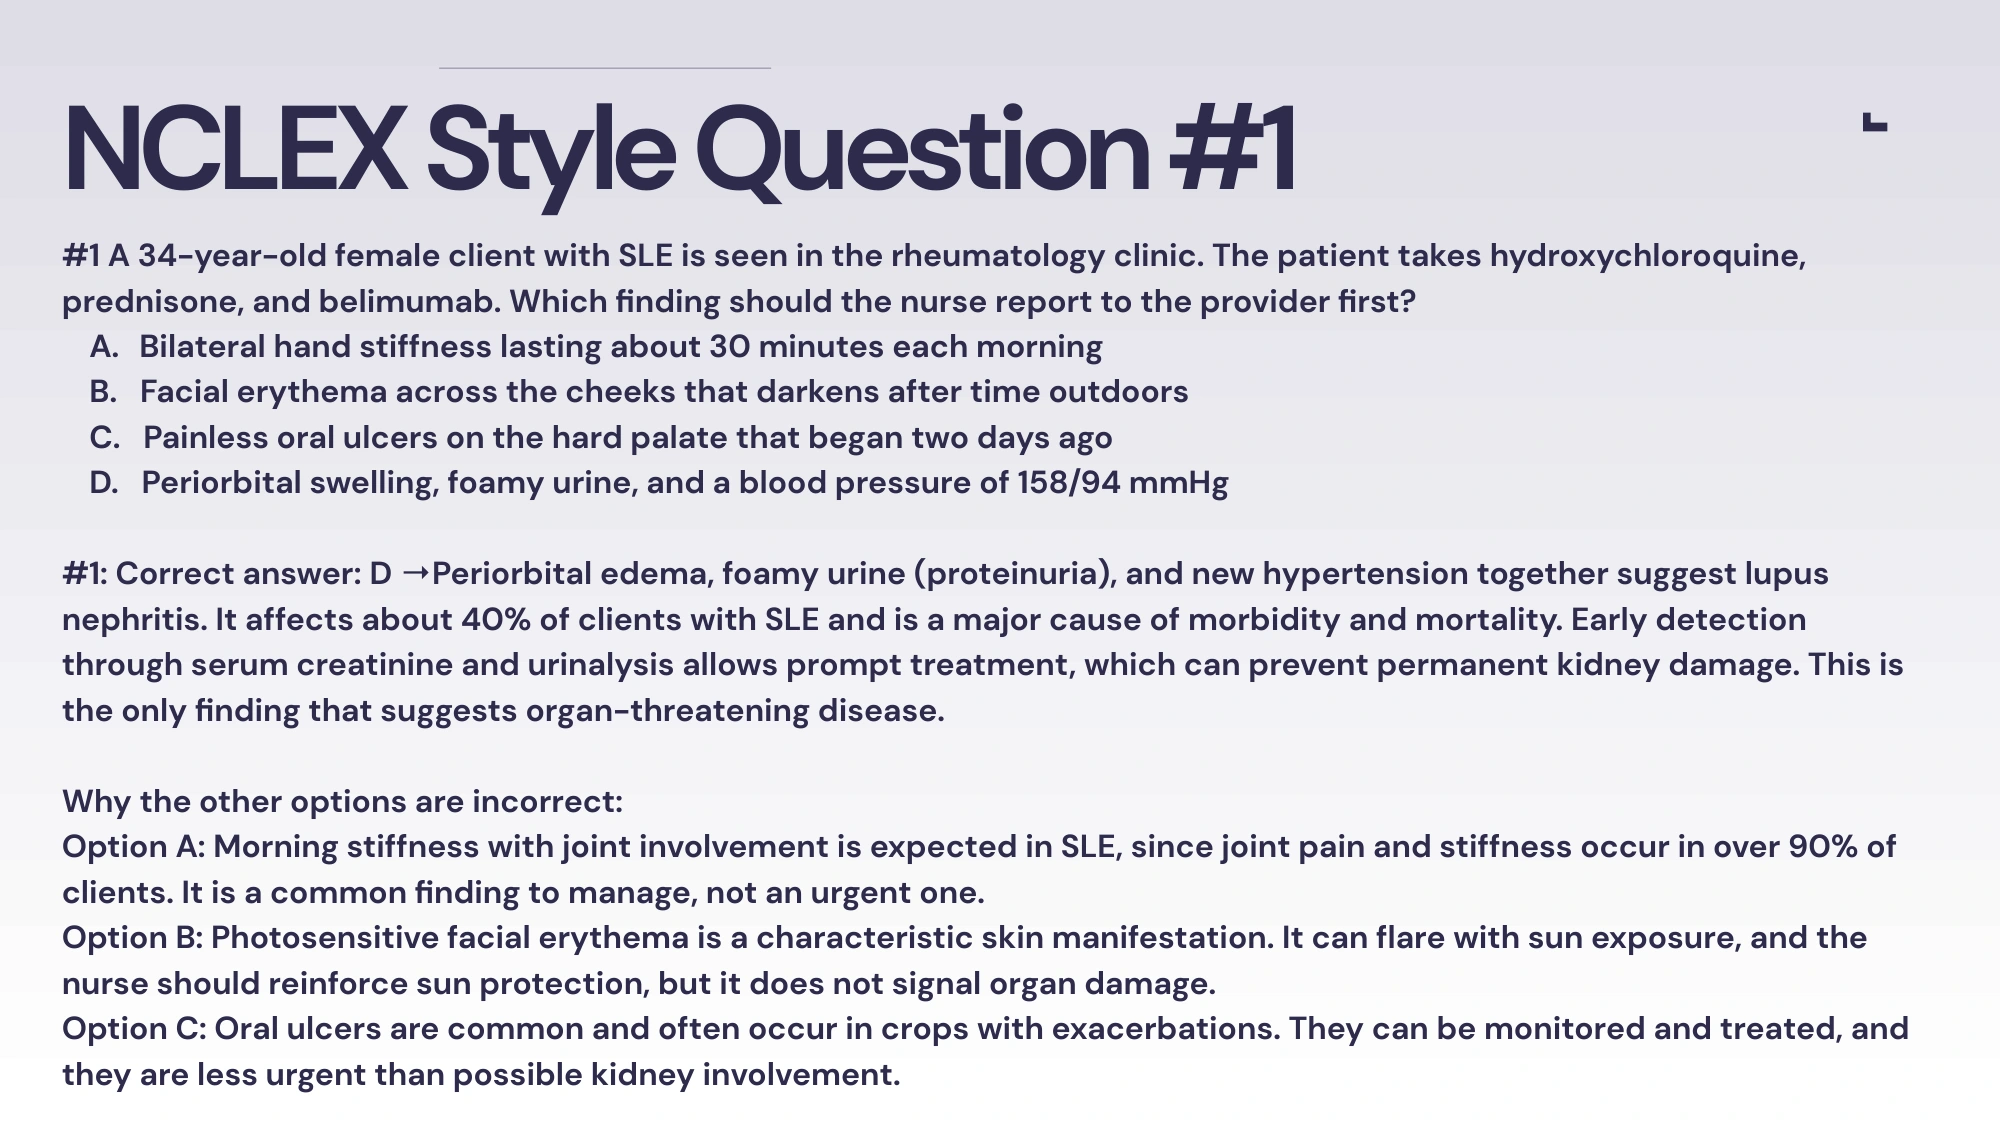 NCLEX Style Question #1
#1 A 34-year-old female client with SLE is seen in the rheumatology clinic. The patient takes hydroxychloroquine,
prednisone, and belimumab. Which finding should the nurse report to the provider first?
A. Bilateral hand stiffness lasting about 30 minutes each morning
B. Facial erythema across the cheeks that darkens after time outdoors
C. Painless oral ulcers on the hard palate that began two days ago
D. Periorbital swelling, foamy urine, and a blood pressure of 158/94 mmHg
#1: Correct answer: D →Periorbital edema, foamy urine (proteinuria), and new hypertension together suggest lupus
nephritis. It affects about 40% of clients with SLE and is a major cause of morbidity and mortality. Early detection
through serum creatinine and urinalysis allows prompt treatment, which can prevent permanent kidney damage. This is
the only finding that suggests organ-threatening disease.
Why the other options are incorrect:
Option A: Morning stiffness with joint involvement is expected in SLE, since joint pain and stiffness occur in over 90% of
clients. It is a common finding to manage, not an urgent one.
Option B: Photosensitive facial erythema is a characteristic skin manifestation. It can flare with sun exposure, and the
nurse should reinforce sun protection, but it does not signal organ damage.
Option C: Oral ulcers are common and often occur in crops with exacerbations. They can be monitored and treated, and
they are less urgent than possible kidney involvement.